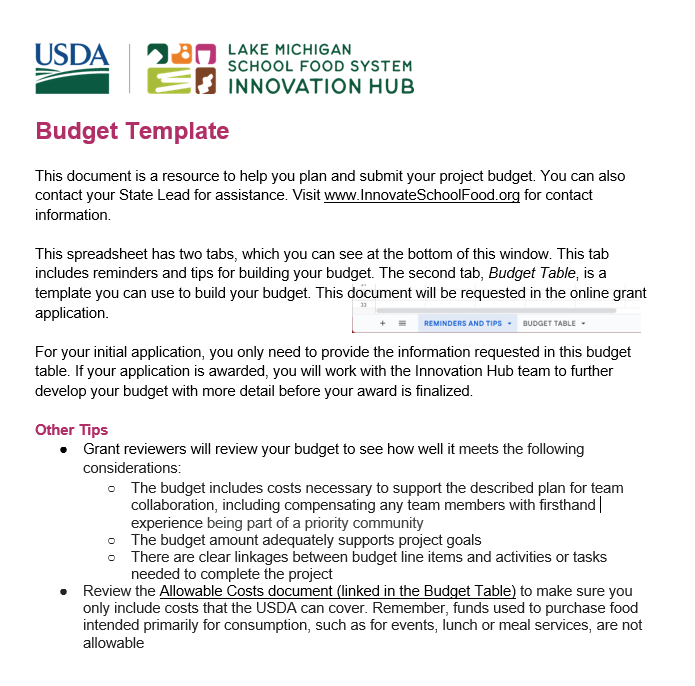 USDA
LAKE MICHIGAN
SCHOOL FOOD SYSTEM
INNOVATION HUB
Budget Template
This document is a resource to help you plan and submit your project budget. You can also
contact your State Lead for assistance. Visit www.InnovateSchoolFood.org for contact
information.
This spreadsheet has two tabs, which you can see at the bottom of this window. This tab
includes reminders and tips for building your budget. The second tab, Budget Table, is a
template you can use to build your budget. This document will be requested in the online grant
application.
33
+ ≡ REMINDERS AND TIPS BUDGET TABLE
For your initial application, you only need to provide the information requested in this budget
table. If your application is awarded, you will work with the Innovation Hub team to further
develop your budget with more detail before your award is finalized.
Other Tips
● Grant reviewers will review your budget to see how well it meets the following
considerations:
○ The budget includes costs necessary to support the described plan for team
collaboration, including compensating any team members with firsthand
experience being part of a priority community
○ The budget amount adequately supports project goals
○ There are clear linkages between budget line items and activities or tasks
needed to complete the project
● Review the Allowable Costs document (linked in the Budget Table) to make sure you
only include costs that the USDA can cover. Remember, funds used to purchase food
intended primarily for consumption, such as for events, lunch or meal services, are not
allowable